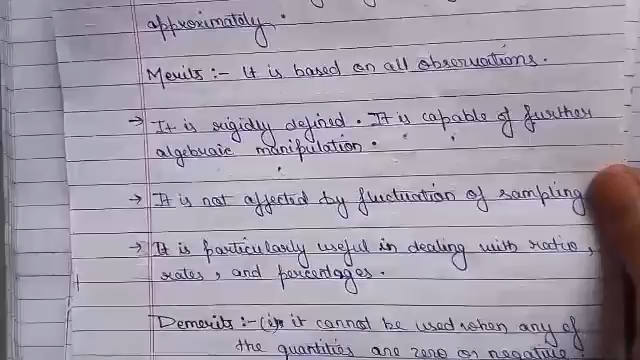 approximately.
Merits :- It is based on all observations.
→ It is rigidly defined. It is capable of further
algebraic manipulation.
→ It is not affected by fluctuation of sampling
→ It is particularly useful in dealing with ratio,
rates, and percentages.
Demerits :- (i) it cannot be used when any of
the quantities are zero or negative.